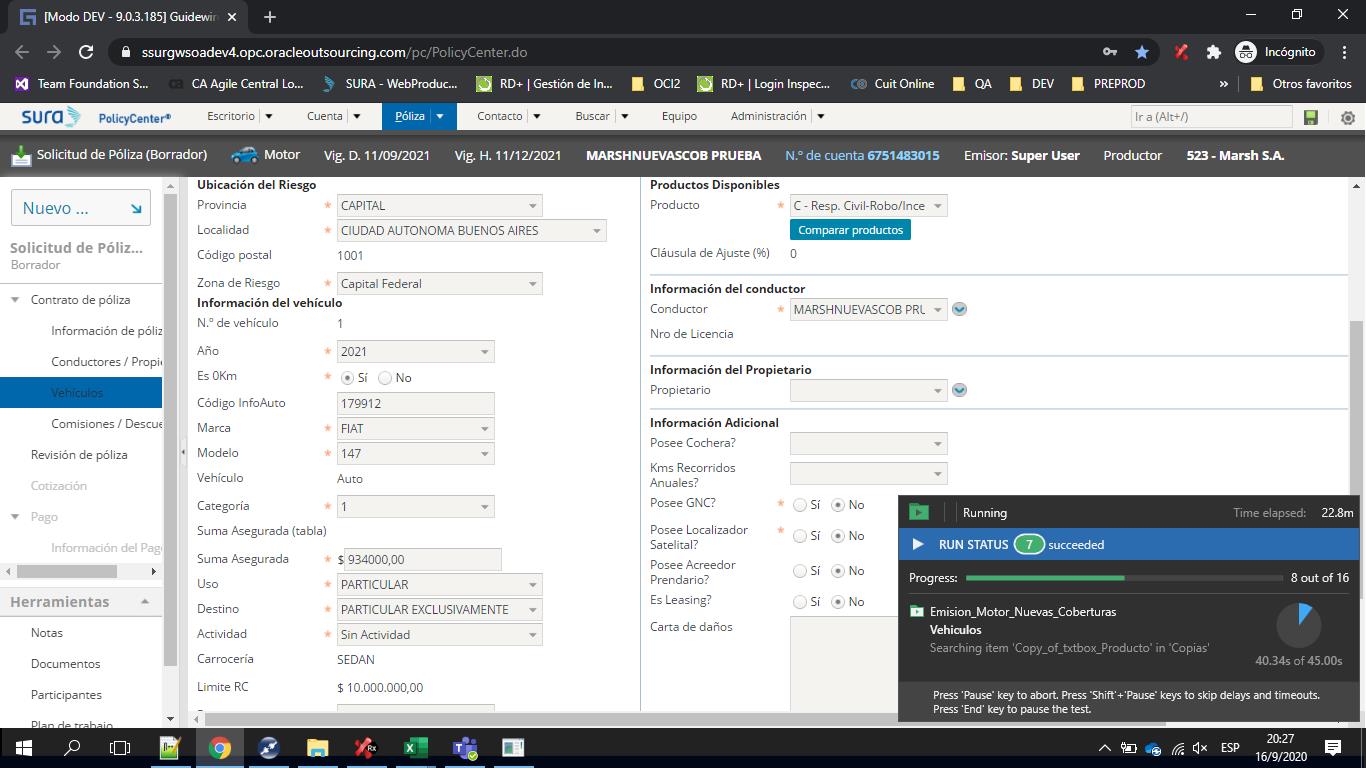 [Modo DEV - 9.0.3.185] Guidewir
ssurgwsoadev4.opc.oracleoutsourcing.com/pc/PolicyCenter.do
Incógnito
Team Foundation S...
CA Agile Central Lo...
SURA - WebProduc...
RD+ | Gestión de In...
OCI2
RD+ | Login Inspec...
Cuit Online
QA
DEV
PREPROD
»
Otros favoritos
sura PolicyCenter®
Escritorio
Cuenta
Póliza
Contacto
Buscar
Equipo
Administración
Ir a (Alt+/)
Solicitud de Póliza (Borrador)
Motor
Vig. D. 11/09/2021
Vig. H. 11/12/2021
MARSHNUEVASCOB PRUEBA
N.º de cuenta 6751483015
Emisor: Super User
Productor
523 - Marsh S.A.
Nuevo ...
Solicitud de Póliz...
Borrador
Contrato de póliza
Información de póliz
Conductores / Propie
Vehículos
Comisiones / Descue
Revisión de póliza
Cotización
Pago
Información del Pago
Herramientas
Notas
Documentos
Participantes
Plan de trabajo
Ubicación del Riesgo
Provincia * CAPITAL
Localidad * CIUDAD AUTONOMA BUENOS AIRES
Código postal 1001
Zona de Riesgo * Capital Federal
Información del vehículo
N.º de vehículo 1
Año * 2021
Es 0Km * Sí No
Código InfoAuto 179912
Marca * FIAT
Modelo * 147
Vehículo Auto
Categoría * 1
Suma Asegurada (tabla)
Suma Asegurada * $ 934000,00
Uso * PARTICULAR
Destino * PARTICULAR EXCLUSIVAMENTE
Actividad * Sin Actividad
Carrocería SEDAN
Limite RC $ 10.000.000,00
Productos Disponibles
Producto * C - Resp. Civil-Robo/Ince
Comparar productos
Cláusula de Ajuste (%) 0
Información del conductor
Conductor * MARSHNUEVASCOB PRU
Nro de Licencia
Información del Propietario
Propietario *
Información Adicional
Posee Cochera?
Kms Recorridos
Anuales?
Posee GNC? * Sí No
Posee Localizador * Sí No
Satelital?
Posee Acreedor Sí No
Prendario?
Es Leasing? Sí No
Carta de daños
Running
Time elapsed: 22.8m
RUN STATUS 7 succeeded
Progress: 8 out of 16
Emision_Motor_Nuevas_Coberturas
Vehiculos
Searching item 'Copy_of_txtbox_Producto' in 'Copias'
40.34s of 45.00s
Press 'Pause' key to abort. Press 'Shift'+'Pause' keys to skip delays and timeouts.
Press 'End' key to pause the test.
ESP
20:27
16/9/2020